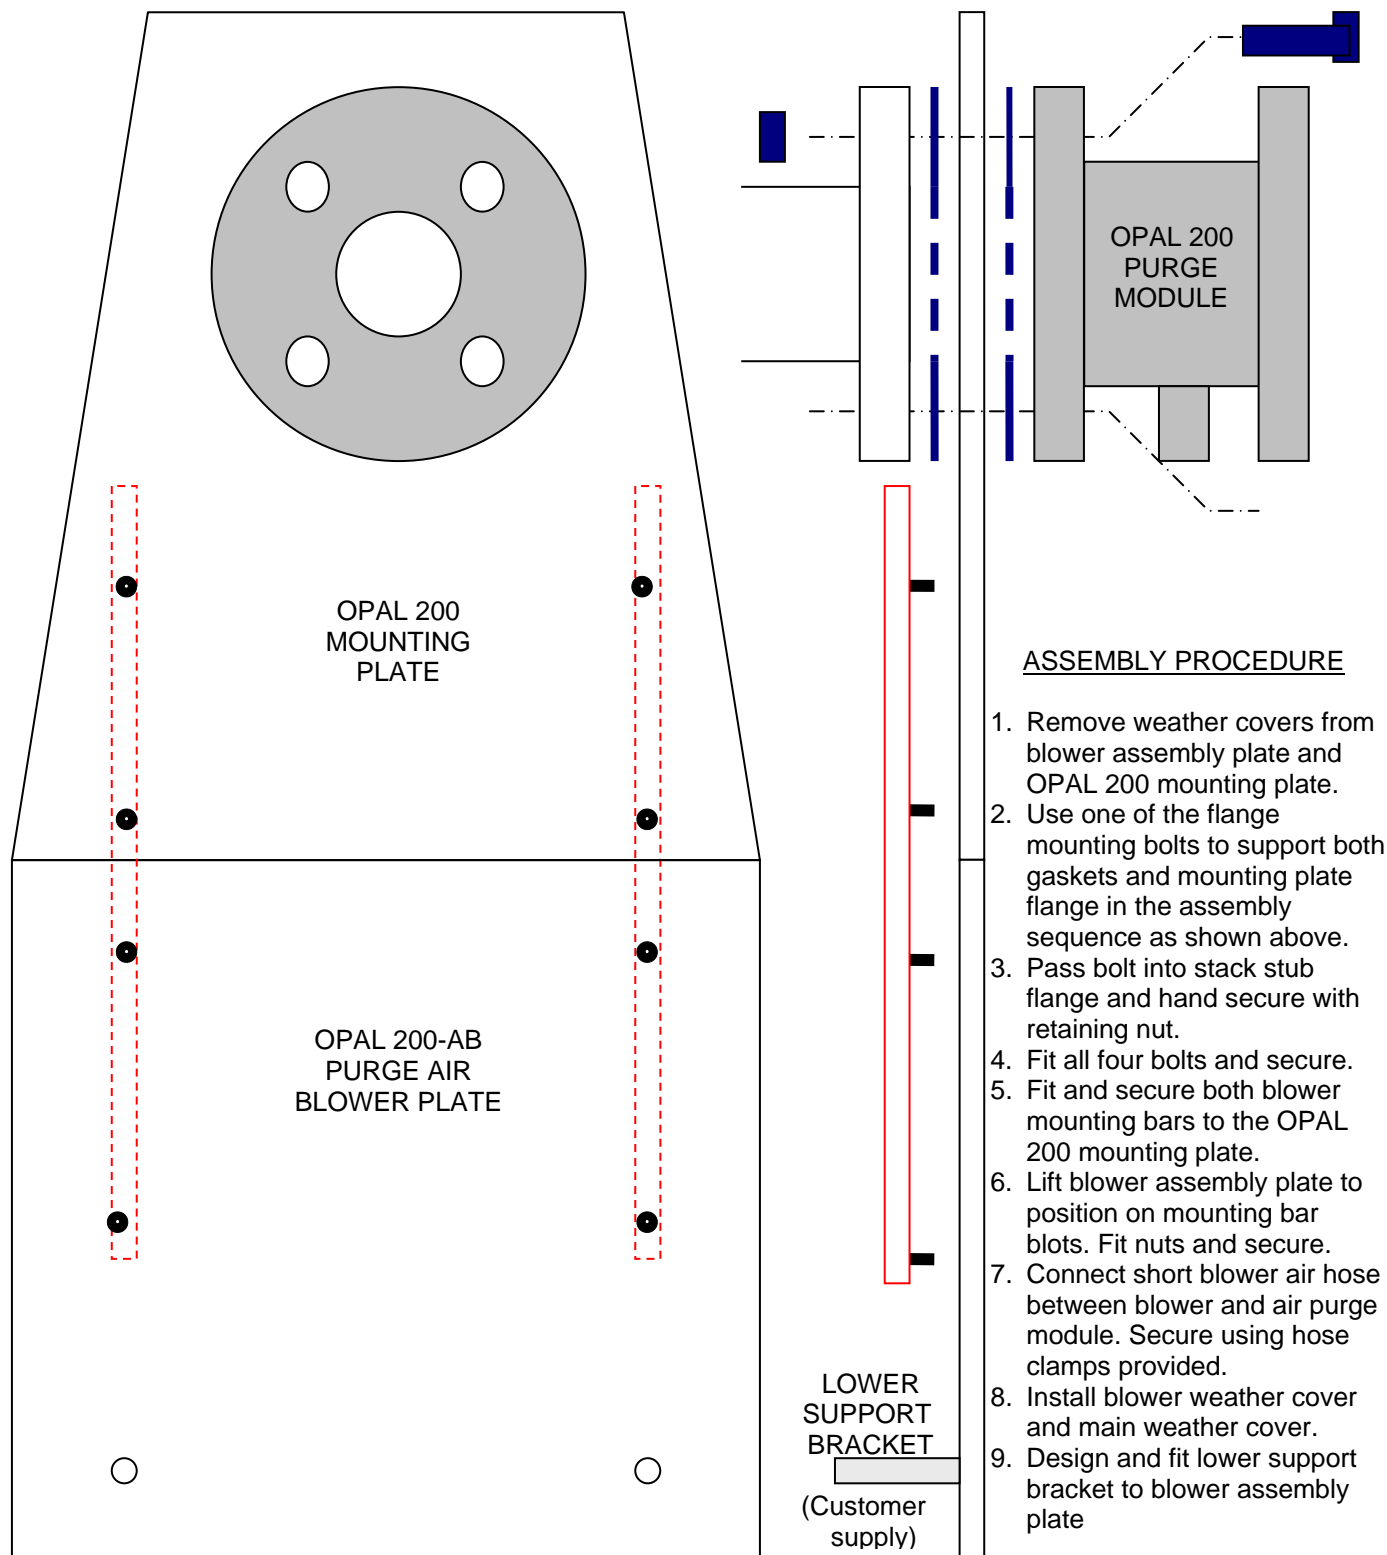 OPAL 200
PURGE
MODULE
OPAL 200
MOUNTING
PLATE
OPAL 200-AB
PURGE AIR
BLOWER PLATE
LOWER
SUPPORT
BRACKET
(Customer
supply)
ASSEMBLY PROCEDURE
1. Remove weather covers from
blower assembly plate and
OPAL 200 mounting plate.
2. Use one of the flange
mounting bolts to support both
gaskets and mounting plate
flange in the assembly
sequence as shown above.
3. Pass bolt into stack stub
flange and hand secure with
retaining nut.
4. Fit all four bolts and secure.
5. Fit and secure both blower
mounting bars to the OPAL
200 mounting plate.
6. Lift blower assembly plate to
position on mounting bar
blots. Fit nuts and secure.
7. Connect short blower air hose
between blower and air purge
module. Secure using hose
clamps provided.
8. Install blower weather cover
and main weather cover.
9. Design and fit lower support
bracket to blower assembly
plate